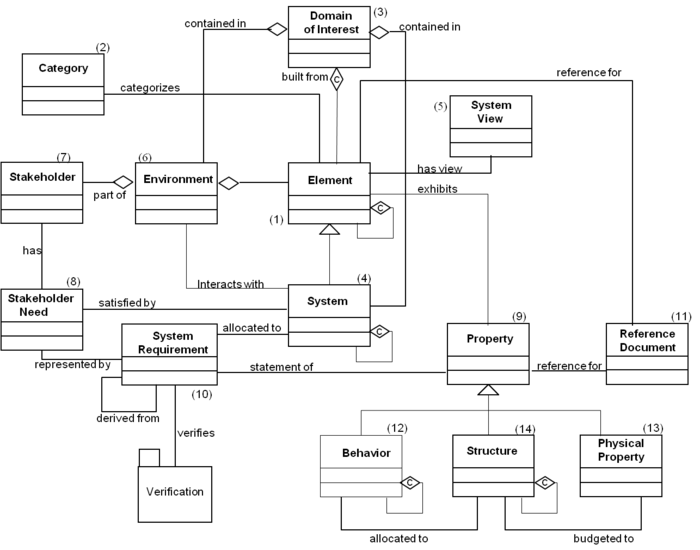 (3)
Domain
of Interest
contained in
contained in
(2)
Category
built from
C
reference for
categorizes
(5)
System
View
(7)
Stakeholder
(6)
Environment
Element
has view
part of
exhibits
(1)
C
has
Interacts with
(8)
Stakeholder
Need
satisfied by
(4)
System
(9)
Property
(11)
Reference
Document
System
Requirement
allocated to
C
represented by
statement of
reference for
(10)
derived from
verifies
Verification
(12)
Behavior
C
(14)
Structure
C
(13)
Physical
Property
allocated to
budgeted to